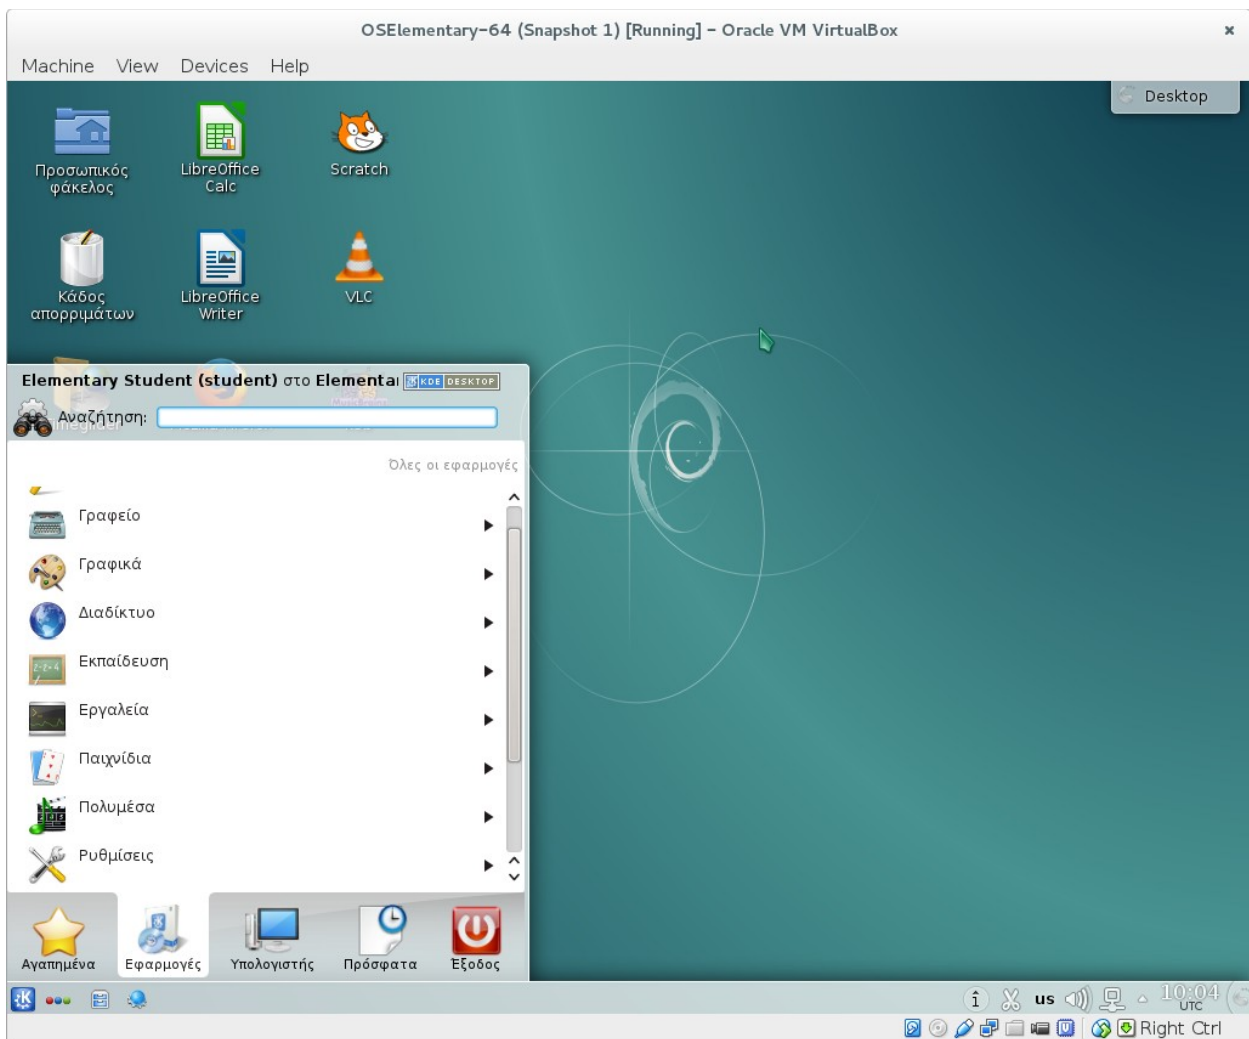 OSElementary-64 (Snapshot 1) [Running] – Oracle VM VirtualBox
Machine View Devices Help
Desktop
Προσωπικός
φάκελος
LibreOffice
Calc
Scratch
Κάδος
απορριμάτων
LibreOffice
Writer
VLC
Elementary Student (student) στο Elementar
KDE DESKTOP
Αναζήτηση:
Όλες οι εφαρμογές
Γραφείο
Γραφικά
Διαδίκτυο
Εκπαίδευση
Εργαλεία
Παιχνίδια
Πολυμέσα
Ρυθμίσεις
Αγαπημένα Εφαρμογές Υπολογιστής Πρόσφατα Έξοδος
us 10:04
UTC
Right Ctrl